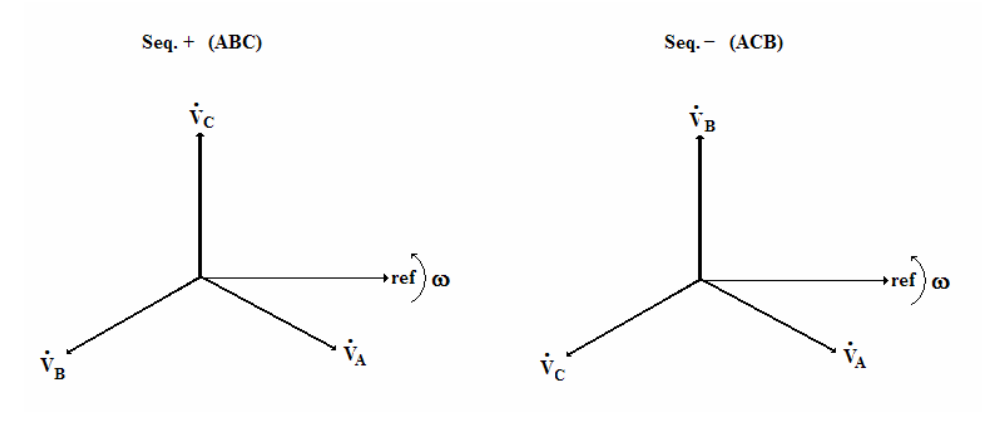 Seq. + (ABC)
V̇C
ref
ω
V̇B
V̇A
Seq. − (ACB)
V̇B
ref
ω
V̇C
V̇A